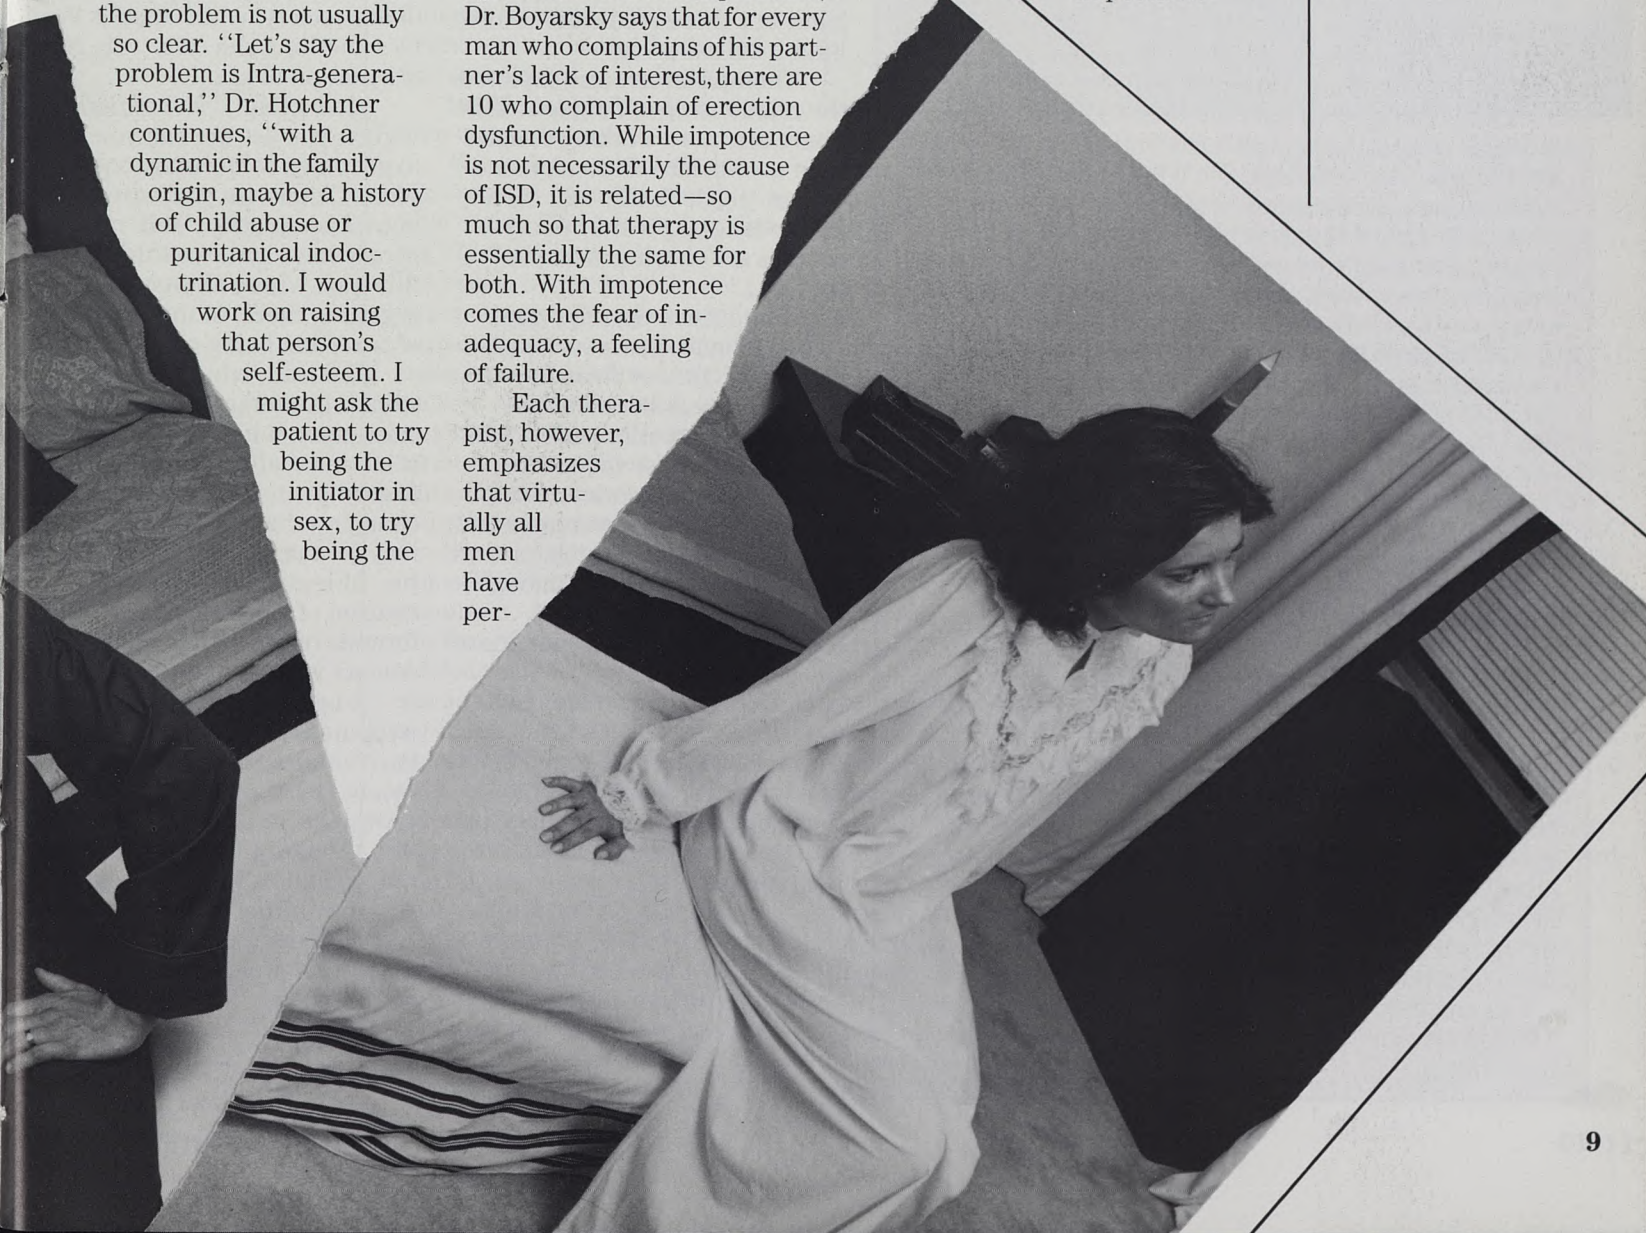 the problem is not usually
so clear. “Let’s say the
problem is Intra-genera-
tional,” Dr. Hotchner
continues, “with a
dynamic in the family
origin, maybe a history
of child abuse or
puritanical indoc-
trination. I would
work on raising
that person’s
self-esteem. I
might ask the
patient to try
being the
initiator in
sex, to try
being the
Dr. Boyarsky says that for every
man who complains of his part-
ner’s lack of interest, there are
10 who complain of erection
dysfunction. While impotence
is not necessarily the cause
of ISD, it is related—so
much so that therapy is
essentially the same for
both. With impotence
comes the fear of in-
adequacy, a feeling
of failure.
Each thera-
pist, however,
emphasizes
that virtu-
ally all
men
have
per-
9